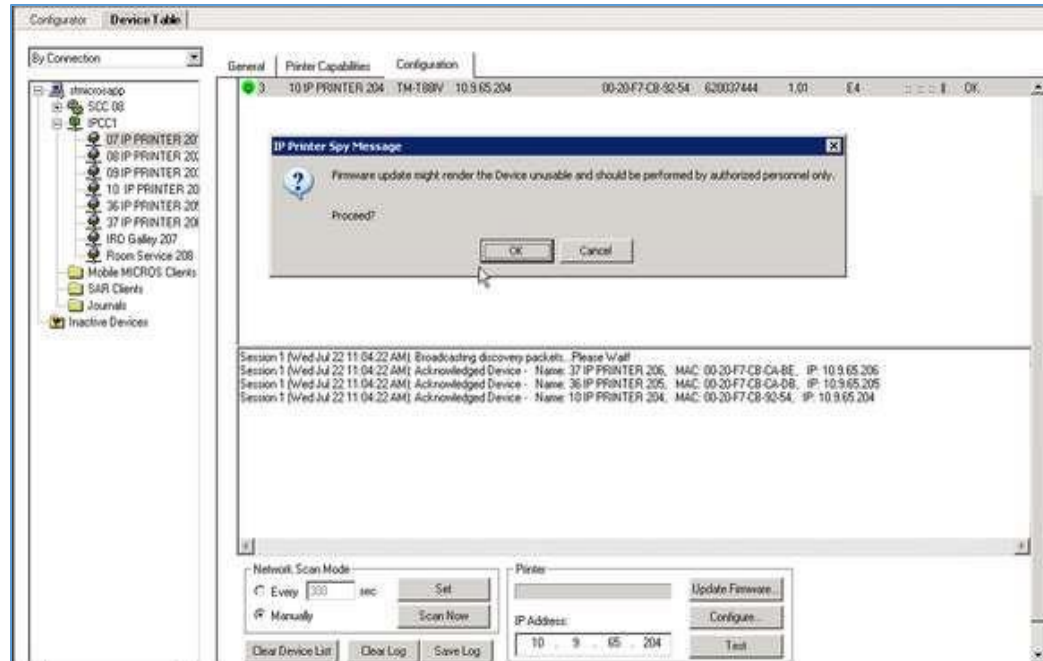 Configurator Device Table
By Connection
General Printer Capabilities Configuration
3 10 IP PRINTER 204 TM-T88IV 10.9.65.204 00-20-F7-CB-92-54 620037444 1.01 E4 OK.
SCC 08
IPCC1
07 IP PRINTER 20
08 IP PRINTER 20
09 IP PRINTER 20
10 IP PRINTER 20
36 IP PRINTER 20
37 IP PRINTER 20
IRD Galley 207
Room Service 208
Mobile MICROS Clients
SAR Clients
Journals
Inactive Devices
IP Printer Spy Message
Firmware update might render the Device unusable and should be performed by authorized personnel only.
Proceed?
OK Cancel
Session 1 (Wed Jul 22 11:04:22 AM): Broadcasting discovery packets. Please Wait!
Session 1 (Wed Jul 22 11:04:22 AM): Acknowledged Device - Name: 37 IP PRINTER 206, MAC: 00-20-F7-CB-CA-BE, IP: 10.9.65.206
Session 1 (Wed Jul 22 11:04:22 AM): Acknowledged Device - Name: 36 IP PRINTER 205, MAC: 00-20-F7-CB-CA-DB, IP: 10.9.65.205
Session 1 (Wed Jul 22 11:04:22 AM): Acknowledged Device - Name: 10 IP PRINTER 204, MAC: 00-20-F7-CB-92-54, IP: 10.9.65.204
Network Scan Mode
Every 300 sec Set
Manually Scan Now
Clear Device List Clear Log Save Log
Printer
Update Firmware...
IP Address: Configure...
10 . 9 . 65 . 204 Test